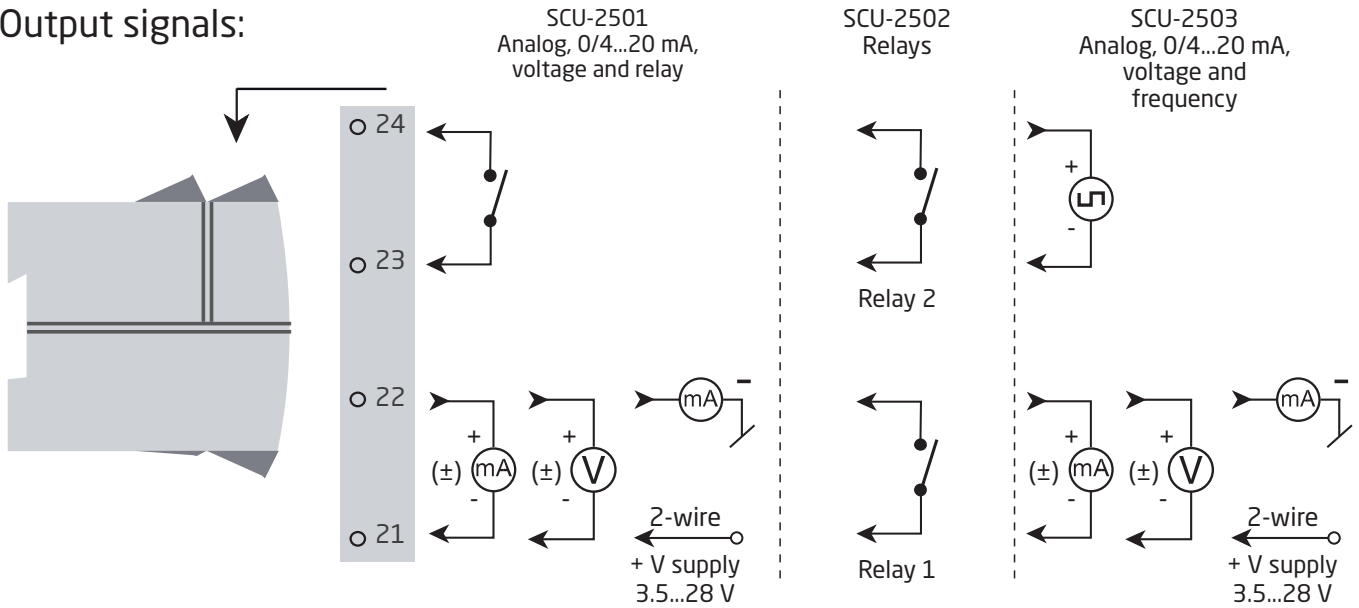 Output signals:
SCU-2501
Analog, 0/4...20 mA,
voltage and relay
SCU-2502
Relays
SCU-2503
Analog, 0/4...20 mA,
voltage and
frequency
24
23
22
21
+
(±) mA
-
+
(±) V
-
mA -
2-wire
+ V supply
3.5...28 V
Relay 2
Relay 1
+
-
+
(±) mA
-
+
(±) V
-
mA -
2-wire
+ V supply
3.5...28 V